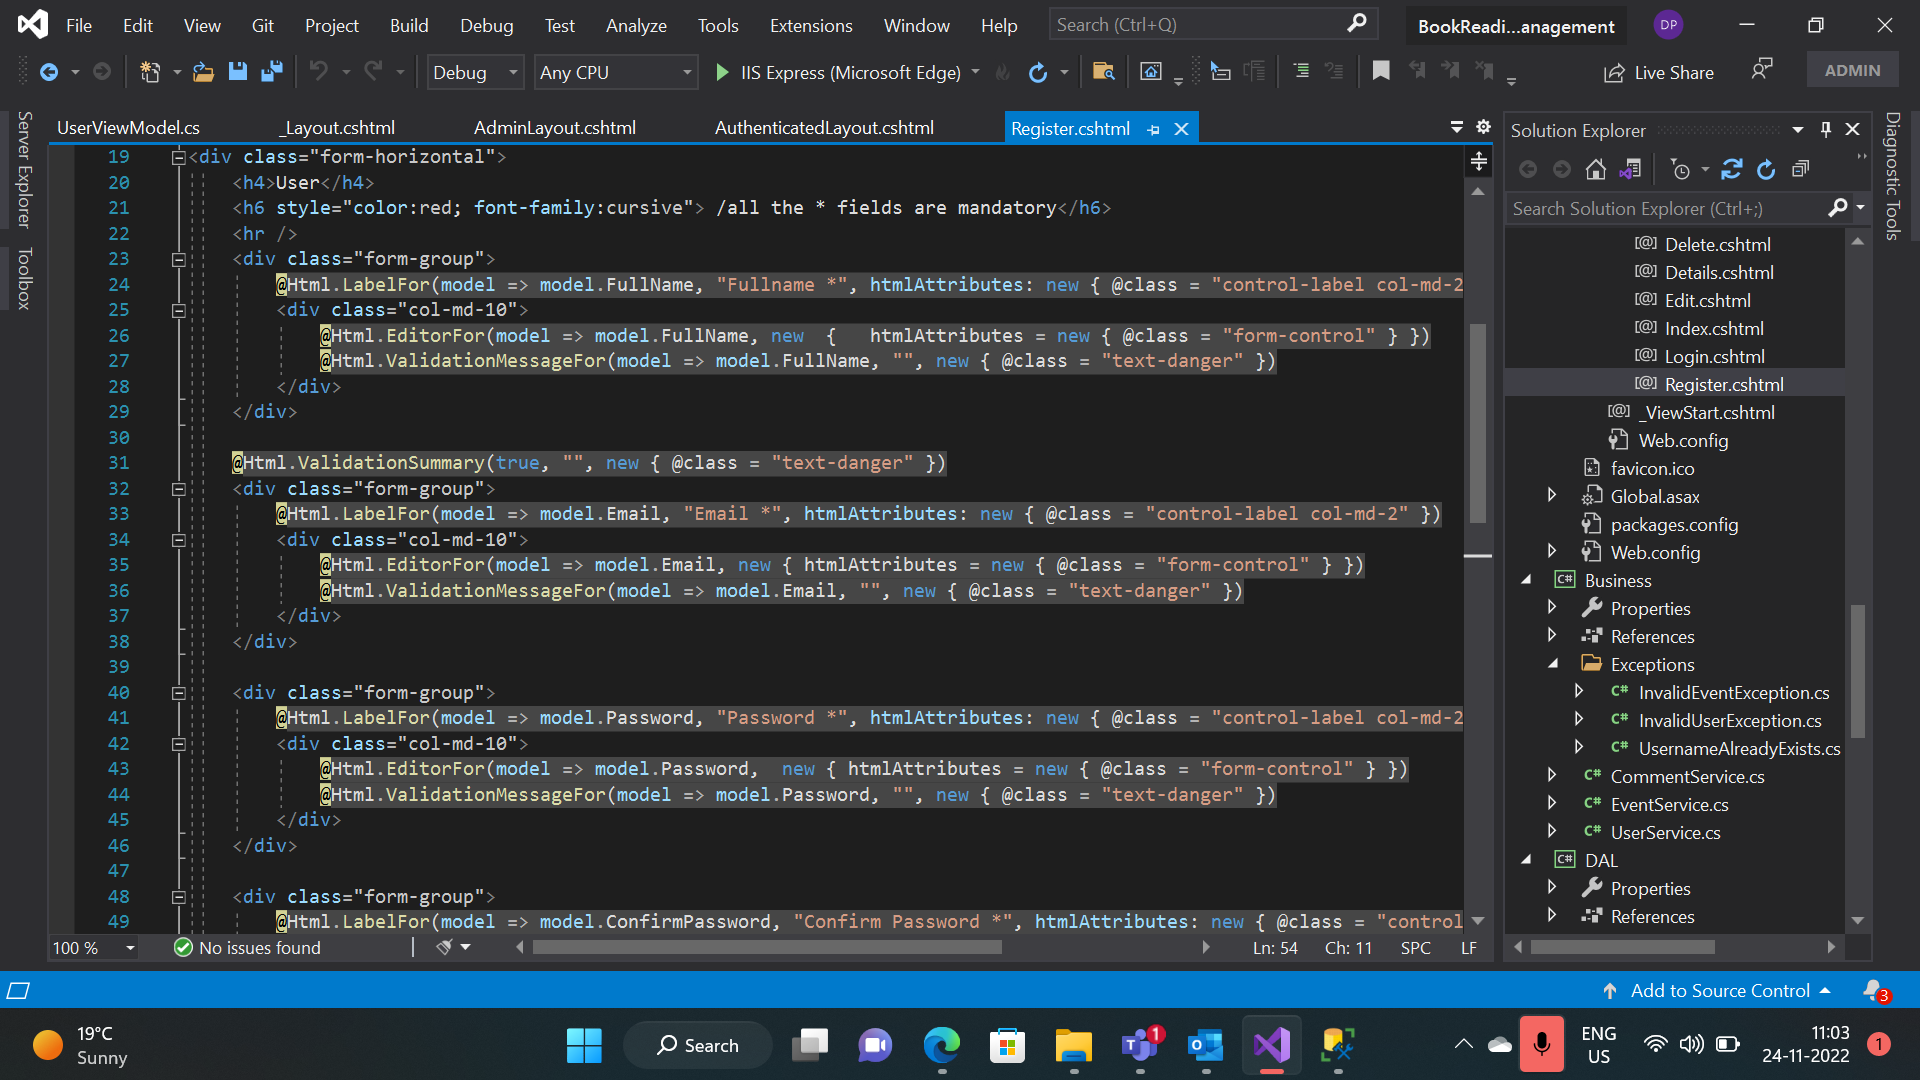 File Edit View Git Project Build Debug Test Analyze Tools Extensions Window Help Search (Ctrl+Q) BookReadi...anagement DP
Debug Any CPU IIS Express (Microsoft Edge) Live Share ADMIN
UserViewModel.cs _Layout.cshtml AdminLayout.cshtml AuthenticatedLayout.cshtml Register.cshtml
Server Explorer
Toolbox
19 <div class="form-horizontal">
20 <h4>User</h4>
21 <h6 style="color:red; font-family:cursive"> /all the * fields are mandatory</h6>
22 <hr />
23 <div class="form-group">
24 @Html.LabelFor(model => model.FullName, "Fullname *", htmlAttributes: new { @class = "control-label col-md-2
25 <div class="col-md-10">
26 @Html.EditorFor(model => model.FullName, new  {   htmlAttributes = new { @class = "form-control" } })
27 @Html.ValidationMessageFor(model => model.FullName, "", new { @class = "text-danger" })
28 </div>
29 </div>
30
31 @Html.ValidationSummary(true, "", new { @class = "text-danger" })
32 <div class="form-group">
33 @Html.LabelFor(model => model.Email, "Email *", htmlAttributes: new { @class = "control-label col-md-2" })
34 <div class="col-md-10">
35 @Html.EditorFor(model => model.Email, new { htmlAttributes = new { @class = "form-control" } })
36 @Html.ValidationMessageFor(model => model.Email, "", new { @class = "text-danger" })
37 </div>
38 </div>
39
40 <div class="form-group">
41 @Html.LabelFor(model => model.Password, "Password *", htmlAttributes: new { @class = "control-label col-md-2
42 <div class="col-md-10">
43 @Html.EditorFor(model => model.Password,  new { htmlAttributes = new { @class = "form-control" } })
44 @Html.ValidationMessageFor(model => model.Password, "", new { @class = "text-danger" })
45 </div>
46 </div>
47
48 <div class="form-group">
49 @Html.LabelFor(model => model.ConfirmPassword, "Confirm Password *", htmlAttributes: new { @class = "control
100 % No issues found Ln: 54 Ch: 11 SPC LF
Solution Explorer
Search Solution Explorer (Ctrl+;)
Delete.cshtml
Details.cshtml
Edit.cshtml
Index.cshtml
Login.cshtml
Register.cshtml
_ViewStart.cshtml
Web.config
favicon.ico
Global.asax
packages.config
Web.config
C# Business
Properties
References
Exceptions
C# InvalidEventException.cs
C# InvalidUserException.cs
C# UsernameAlreadyExists.cs
C# CommentService.cs
C# EventService.cs
C# UserService.cs
C# DAL
Properties
References
Diagnostic Tools
Add to Source Control 3
19°C
Sunny
Search
1
ENG
US
11:03
24-11-2022
1